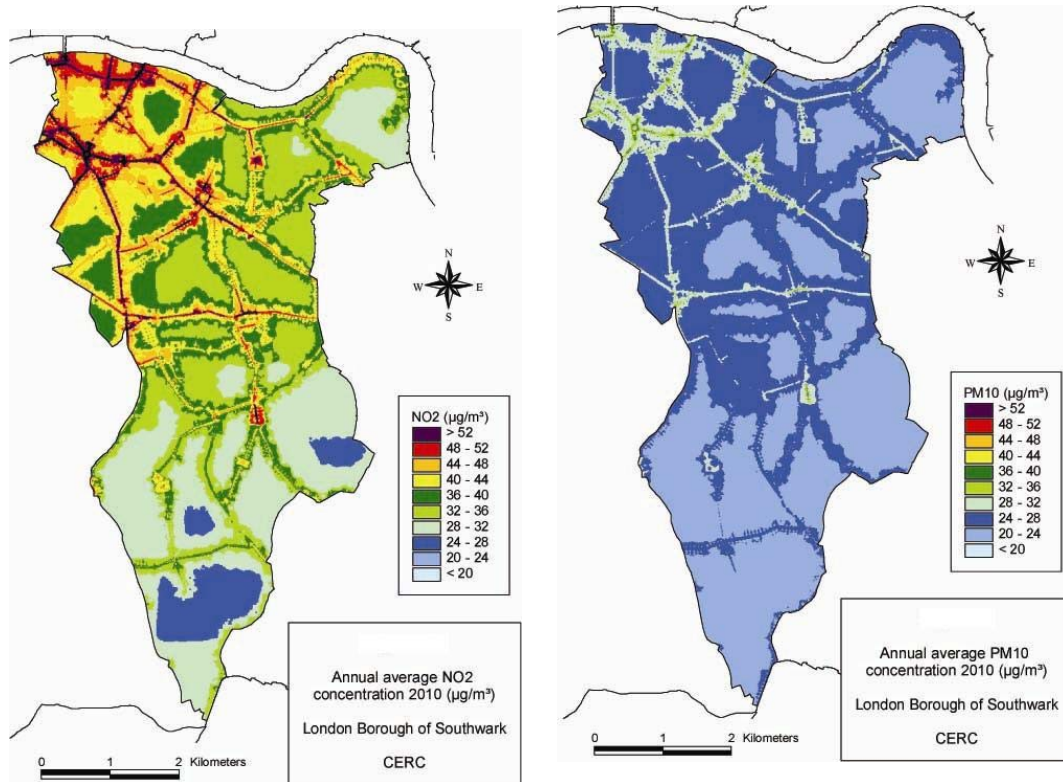 N
W E
S
NO2 (µg/m³)
> 52
48 - 52
44 - 48
40 - 44
36 - 40
32 - 36
28 - 32
24 - 28
20 - 24
< 20
Annual average NO2
concentration 2010 (µg/m³)
London Borough of Southwark
CERC
0 1 2 Kilometers
N
W E
S
PM10 (µg/m³)
> 52
48 - 52
44 - 48
40 - 44
36 - 40
32 - 36
28 - 32
24 - 28
20 - 24
< 20
Annual average PM10
concentration 2010 (µg/m³)
London Borough of Southwark
CERC
0 1 2 Kilometers